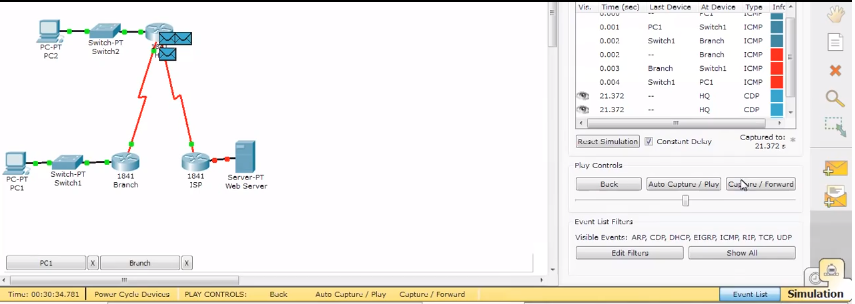 PC-PT
PC2
Switch-PT
Switch2
PC-PT
PC1
Switch-PT
Switch1
1841
Branch
1841
ISP
Server-PT
Web Server
PC1 X Branch X
Vis. Time (sec) Last Device At Device Type Info
0.000 -- PC1 ICMP
0.001 PC1 Switch1 ICMP
0.002 Switch1 Branch ICMP
0.002 -- Branch ICMP
0.003 Branch Switch1 ICMP
0.004 Switch1 PC1 ICMP
21.372 -- HQ CDP
21.372 -- HQ CDP
Reset Simulation Constant Delay Captured to:
21.372 s
Play Controls
Back Auto Capture / Play Capture / Forward
Event List Filters
Visible Events: ARP, CDP, DHCP, EIGRP, ICMP, RIP, TCP, UDP
Edit Filters Show All
Time: 00:30:34.781 Power Cycle Devices PLAY CONTROLS: Back Auto Capture / Play Capture / Forward Event List Simulation